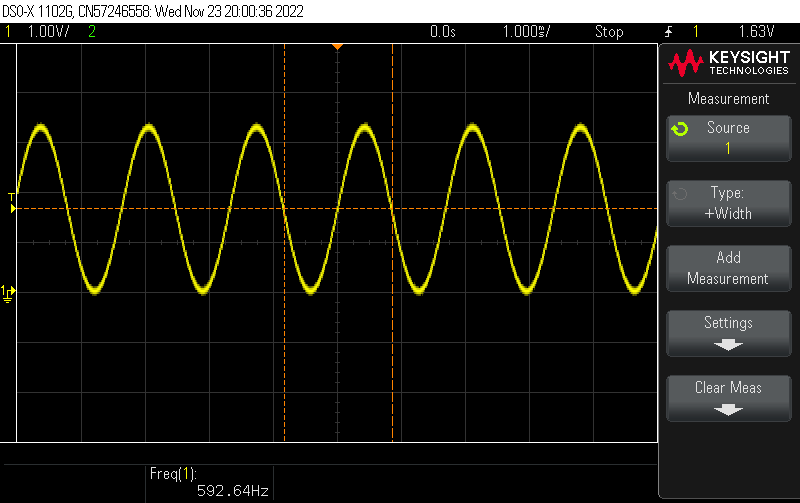 DSO-X 1102G, CN57246558: Wed Nov 23 20:00:36 2022
1 1.00V/ 2 0.0s 1.000ms/ Stop 1 1.63V
KEYSIGHT
TECHNOLOGIES
Measurement
Source
1
Type:
+Width
Add
Measurement
Settings
Clear Meas
T
1
Freq(1):
592.64Hz